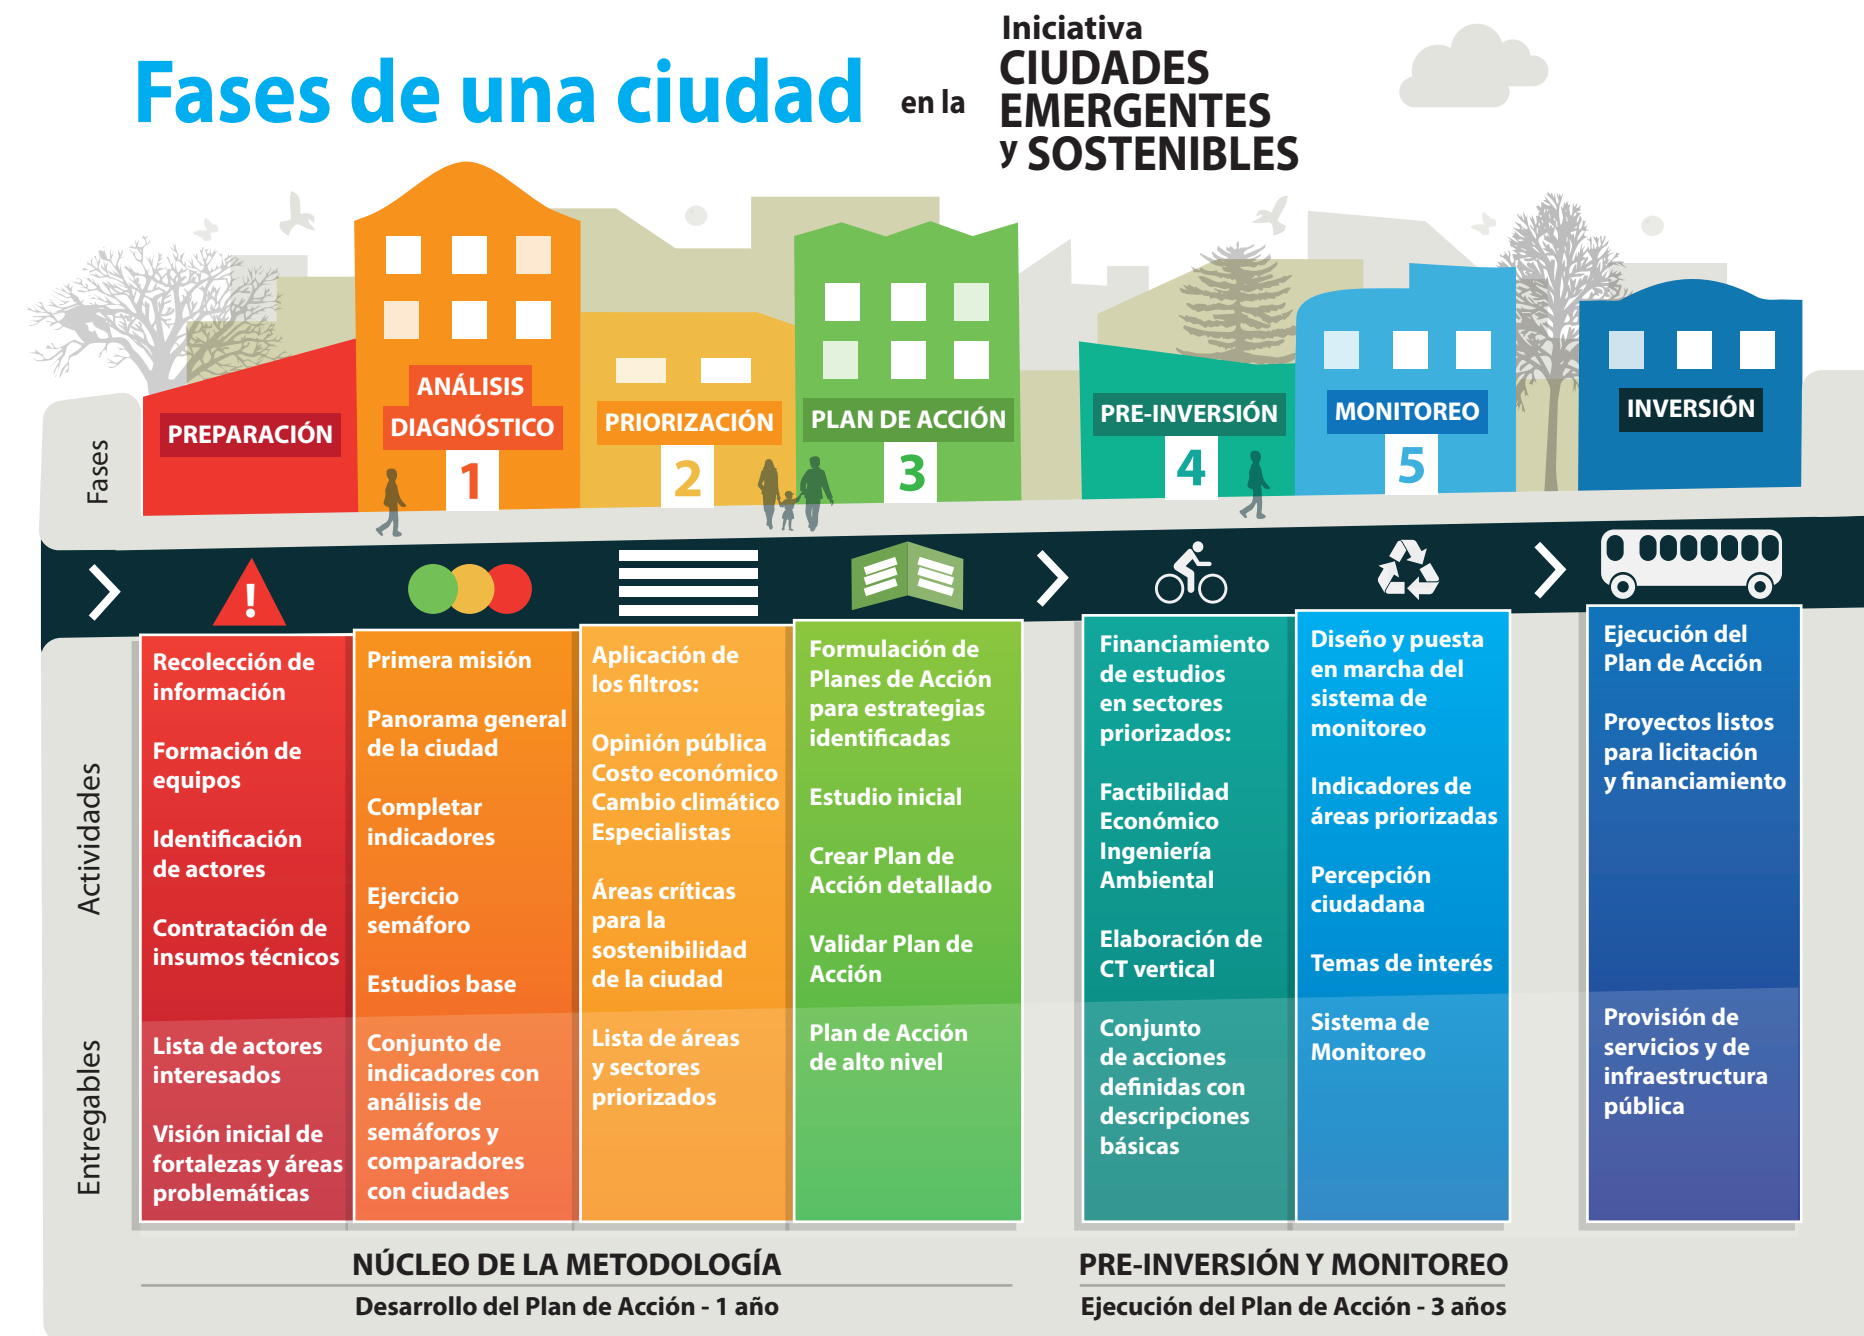 Fases de una ciudad
en la
Iniciativa
CIUDADES
EMERGENTES
y SOSTENIBLES
Fases
PREPARACIÓN
ANÁLISIS
DIAGNÓSTICO
1
PRIORIZACIÓN
2
PLAN DE ACCIÓN
3
PRE-INVERSIÓN
4
MONITOREO
5
INVERSIÓN
!
Actividades
Recolección de
información
Formación de
equipos
Identificación
de actores
Contratación de
insumos técnicos
Primera misión
Panorama general
de la ciudad
Completar
indicadores
Ejercicio
semáforo
Estudios base
Aplicación de
los filtros:
Opinión pública
Costo económico
Cambio climático
Especialistas
Áreas críticas
para la
sostenibilidad
de la ciudad
Formulación de
Planes de Acción
para estrategias
identificadas
Estudio inicial
Crear Plan de
Acción detallado
Validar Plan de
Acción
Financiamiento
de estudios
en sectores
priorizados:
Factibilidad
Económico
Ingeniería
Ambiental
Elaboración de
CT vertical
Diseño y puesta
en marcha del
sistema de
monitoreo
Indicadores de
áreas priorizadas
Percepción
ciudadana
Temas de interés
Ejecución del
Plan de Acción
Proyectos listos
para licitación
y financiamiento
Entregables
Lista de actores
interesados
Visión inicial de
fortalezas y áreas
problemáticas
Conjunto de
indicadores con
análisis de
semáforos y
comparadores
con ciudades
Lista de áreas
y sectores
priorizados
Plan de Acción
de alto nivel
Conjunto
de acciones
definidas con
descripciones
básicas
Sistema de
Monitoreo
Provisión de
servicios y de
infraestructura
pública
NÚCLEO DE LA METODOLOGÍA
Desarrollo del Plan de Acción - 1 año
PRE-INVERSIÓN Y MONITOREO
Ejecución del Plan de Acción - 3 años